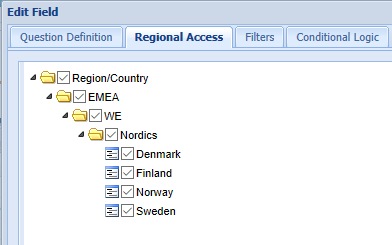 Edit Field
Question Definition Regional Access Filters Conditional Logic
Region/Country
EMEA
WE
Nordics
Denmark
Finland
Norway
Sweden